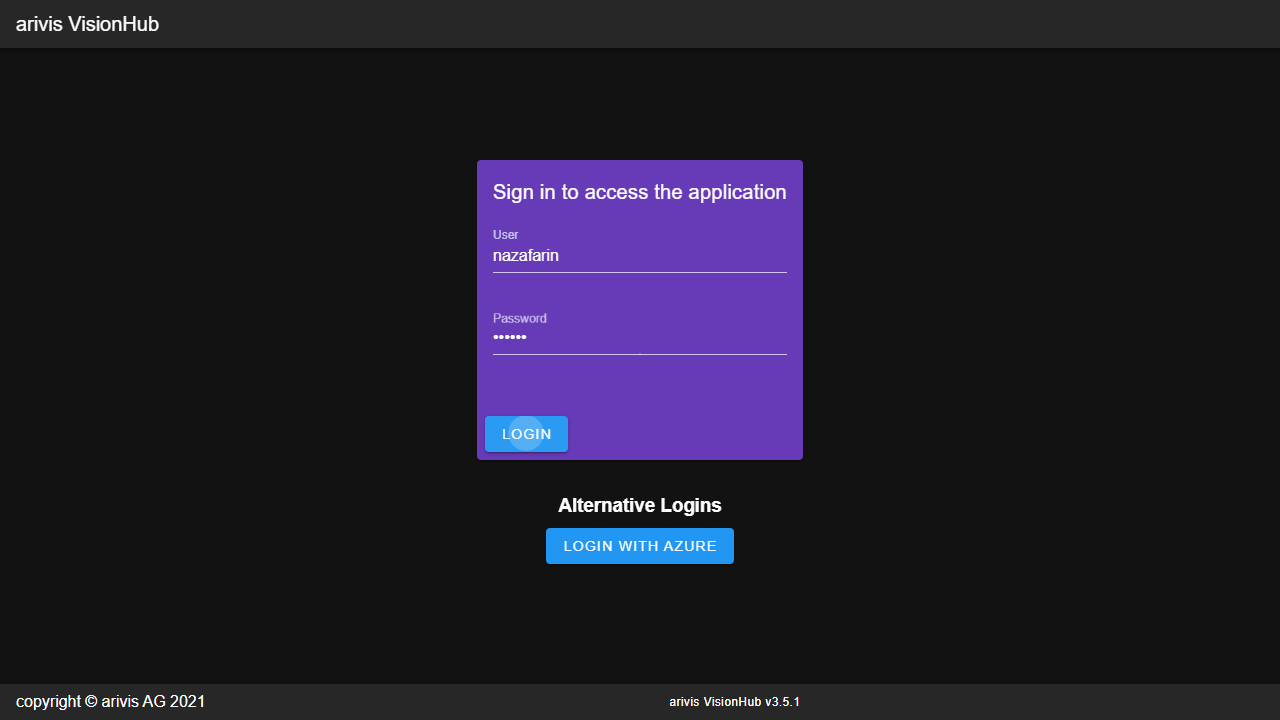 arivis VisionHub
Sign in to access the application
User
nazafarin
Password
••••••
LOGIN
Alternative Logins
LOGIN WITH AZURE
copyright © arivis AG 2021
arivis VisionHub v3.5.1